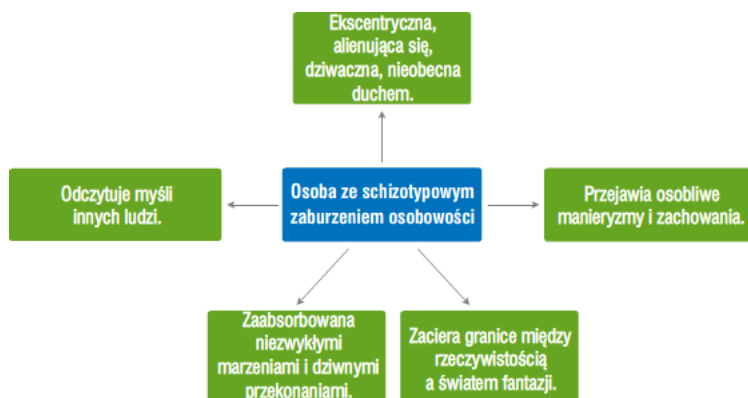 Ekscentryczna,
alienująca się,
dziwaczna, nieobecna
duchem.
Odczytuje myśli
innych ludzi.
Osoba ze schizotypowym
zaburzeniem osobowości
Przejawia osobliwe
manieryzmy i zachowania.
Zaabsorbowana
niezwykłymi
marzeniami i dziwnymi
przekonaniami.
Zaciera granice między
rzeczywistością
a światem fantazji.